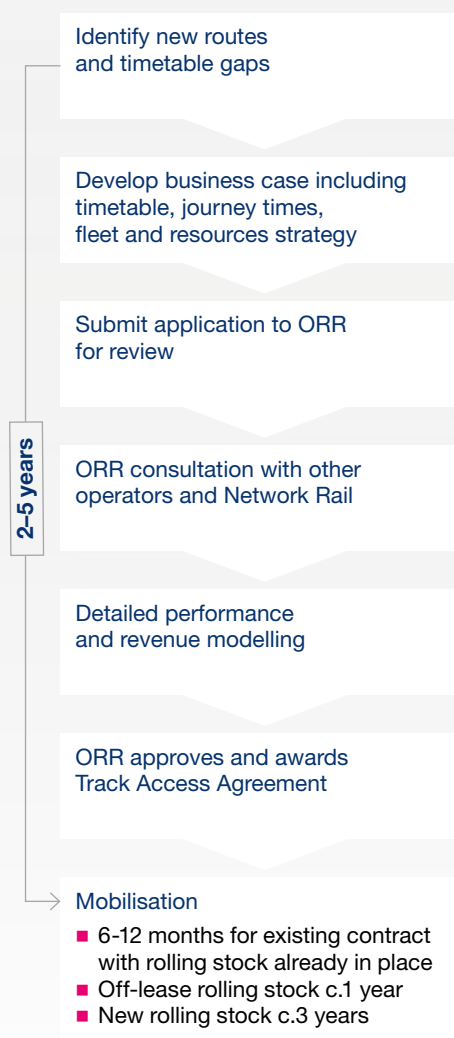 Identify new routes
and timetable gaps
Develop business case including
timetable, journey times,
fleet and resources strategy
Submit application to ORR
for review
2–5 years
ORR consultation with other
operators and Network Rail
Detailed performance
and revenue modelling
ORR approves and awards
Track Access Agreement
Mobilisation
6-12 months for existing contract
with rolling stock already in place
Off-lease rolling stock c.1 year
New rolling stock c.3 years